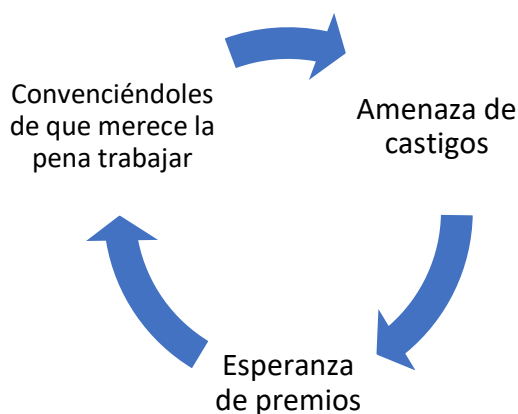 Convenciéndoles
de que merece la
pena trabajar
Amenaza de
castigos
Esperanza
de premios